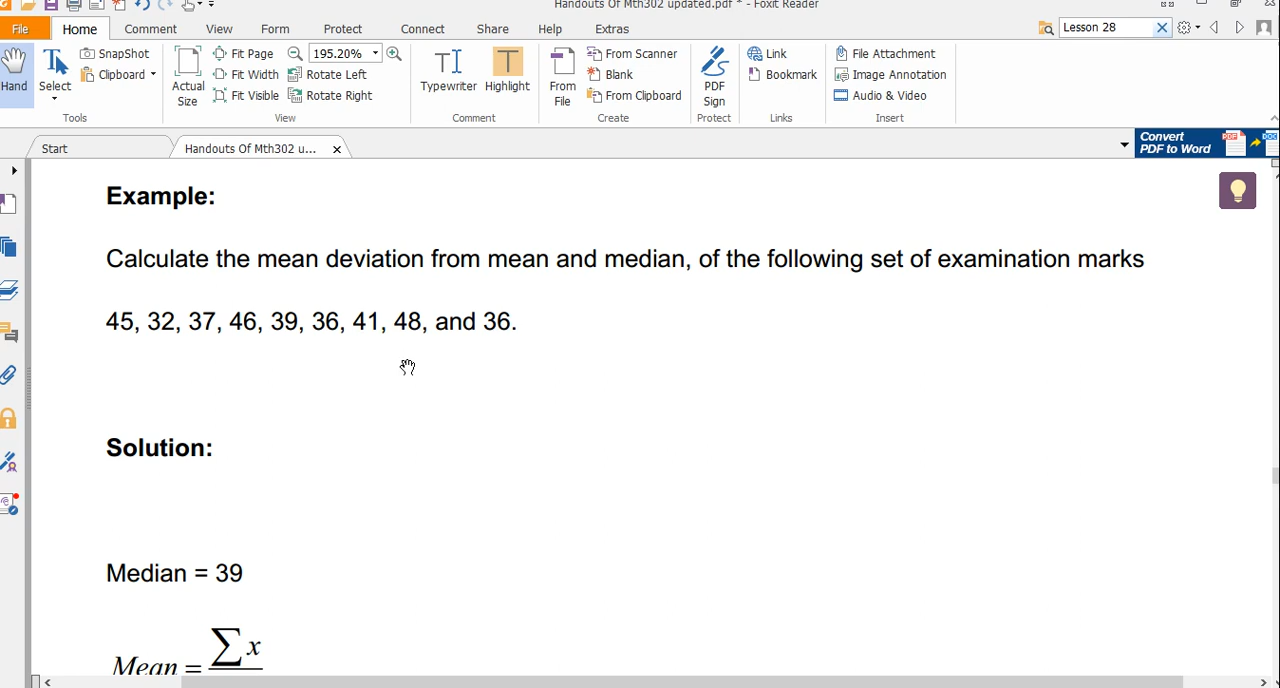 Handouts Of Mth302 updated.pdf * - Foxit Reader
File Home Comment View Form Protect Connect Share Help Extras Lesson 28
Hand
Select
SnapShot
Clipboard
Tools
Actual Size
Fit Page
Fit Width
Fit Visible
195.20%
Rotate Left
Rotate Right
View
Typewriter
Highlight
Comment
From File
From Scanner
Blank
From Clipboard
Create
PDF Sign
Protect
Link
Bookmark
Links
File Attachment
Image Annotation
Audio & Video
Insert
Start
Handouts Of Mth302 u...
Convert
PDF to Word
Example:
Calculate the mean deviation from mean and median, of the following set of examination marks
45, 32, 37, 46, 39, 36, 41, 48, and 36.
Solution:
Median = 39
Mean = ∑x